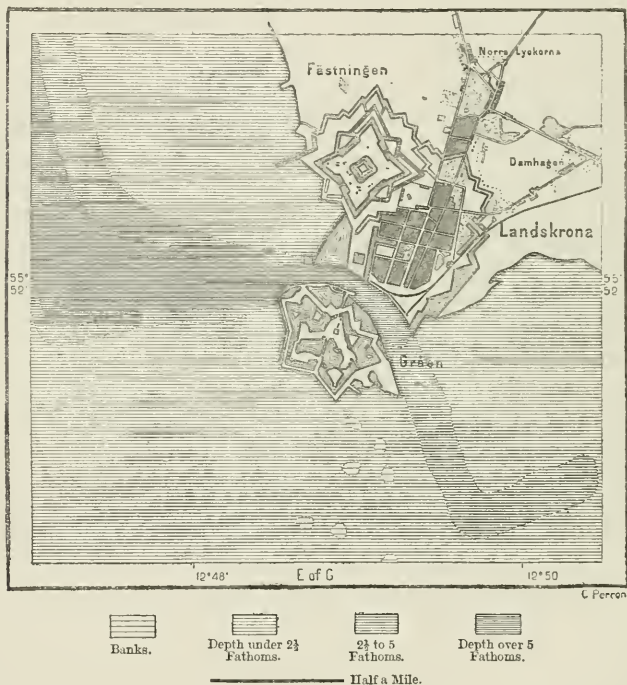 Norra Lyckorna
Fästningen
Damhagen
Landskrona
55°
52'
55°
52'
Gråen
12°48'
E of G
12°50
C Perron
Banks.
Depth under 2½
Fathoms.
2½ to 5
Fathoms.
Depth over 5
Fathoms.
Half a Mile.